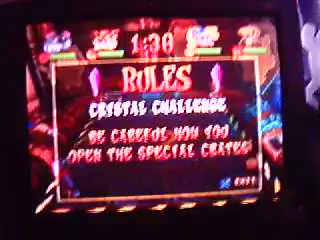 1:30
RULES
CRYSTAL CHALLENGE
BE CAREFUL HOW YOU
OPEN THE SPECIAL CRATES!